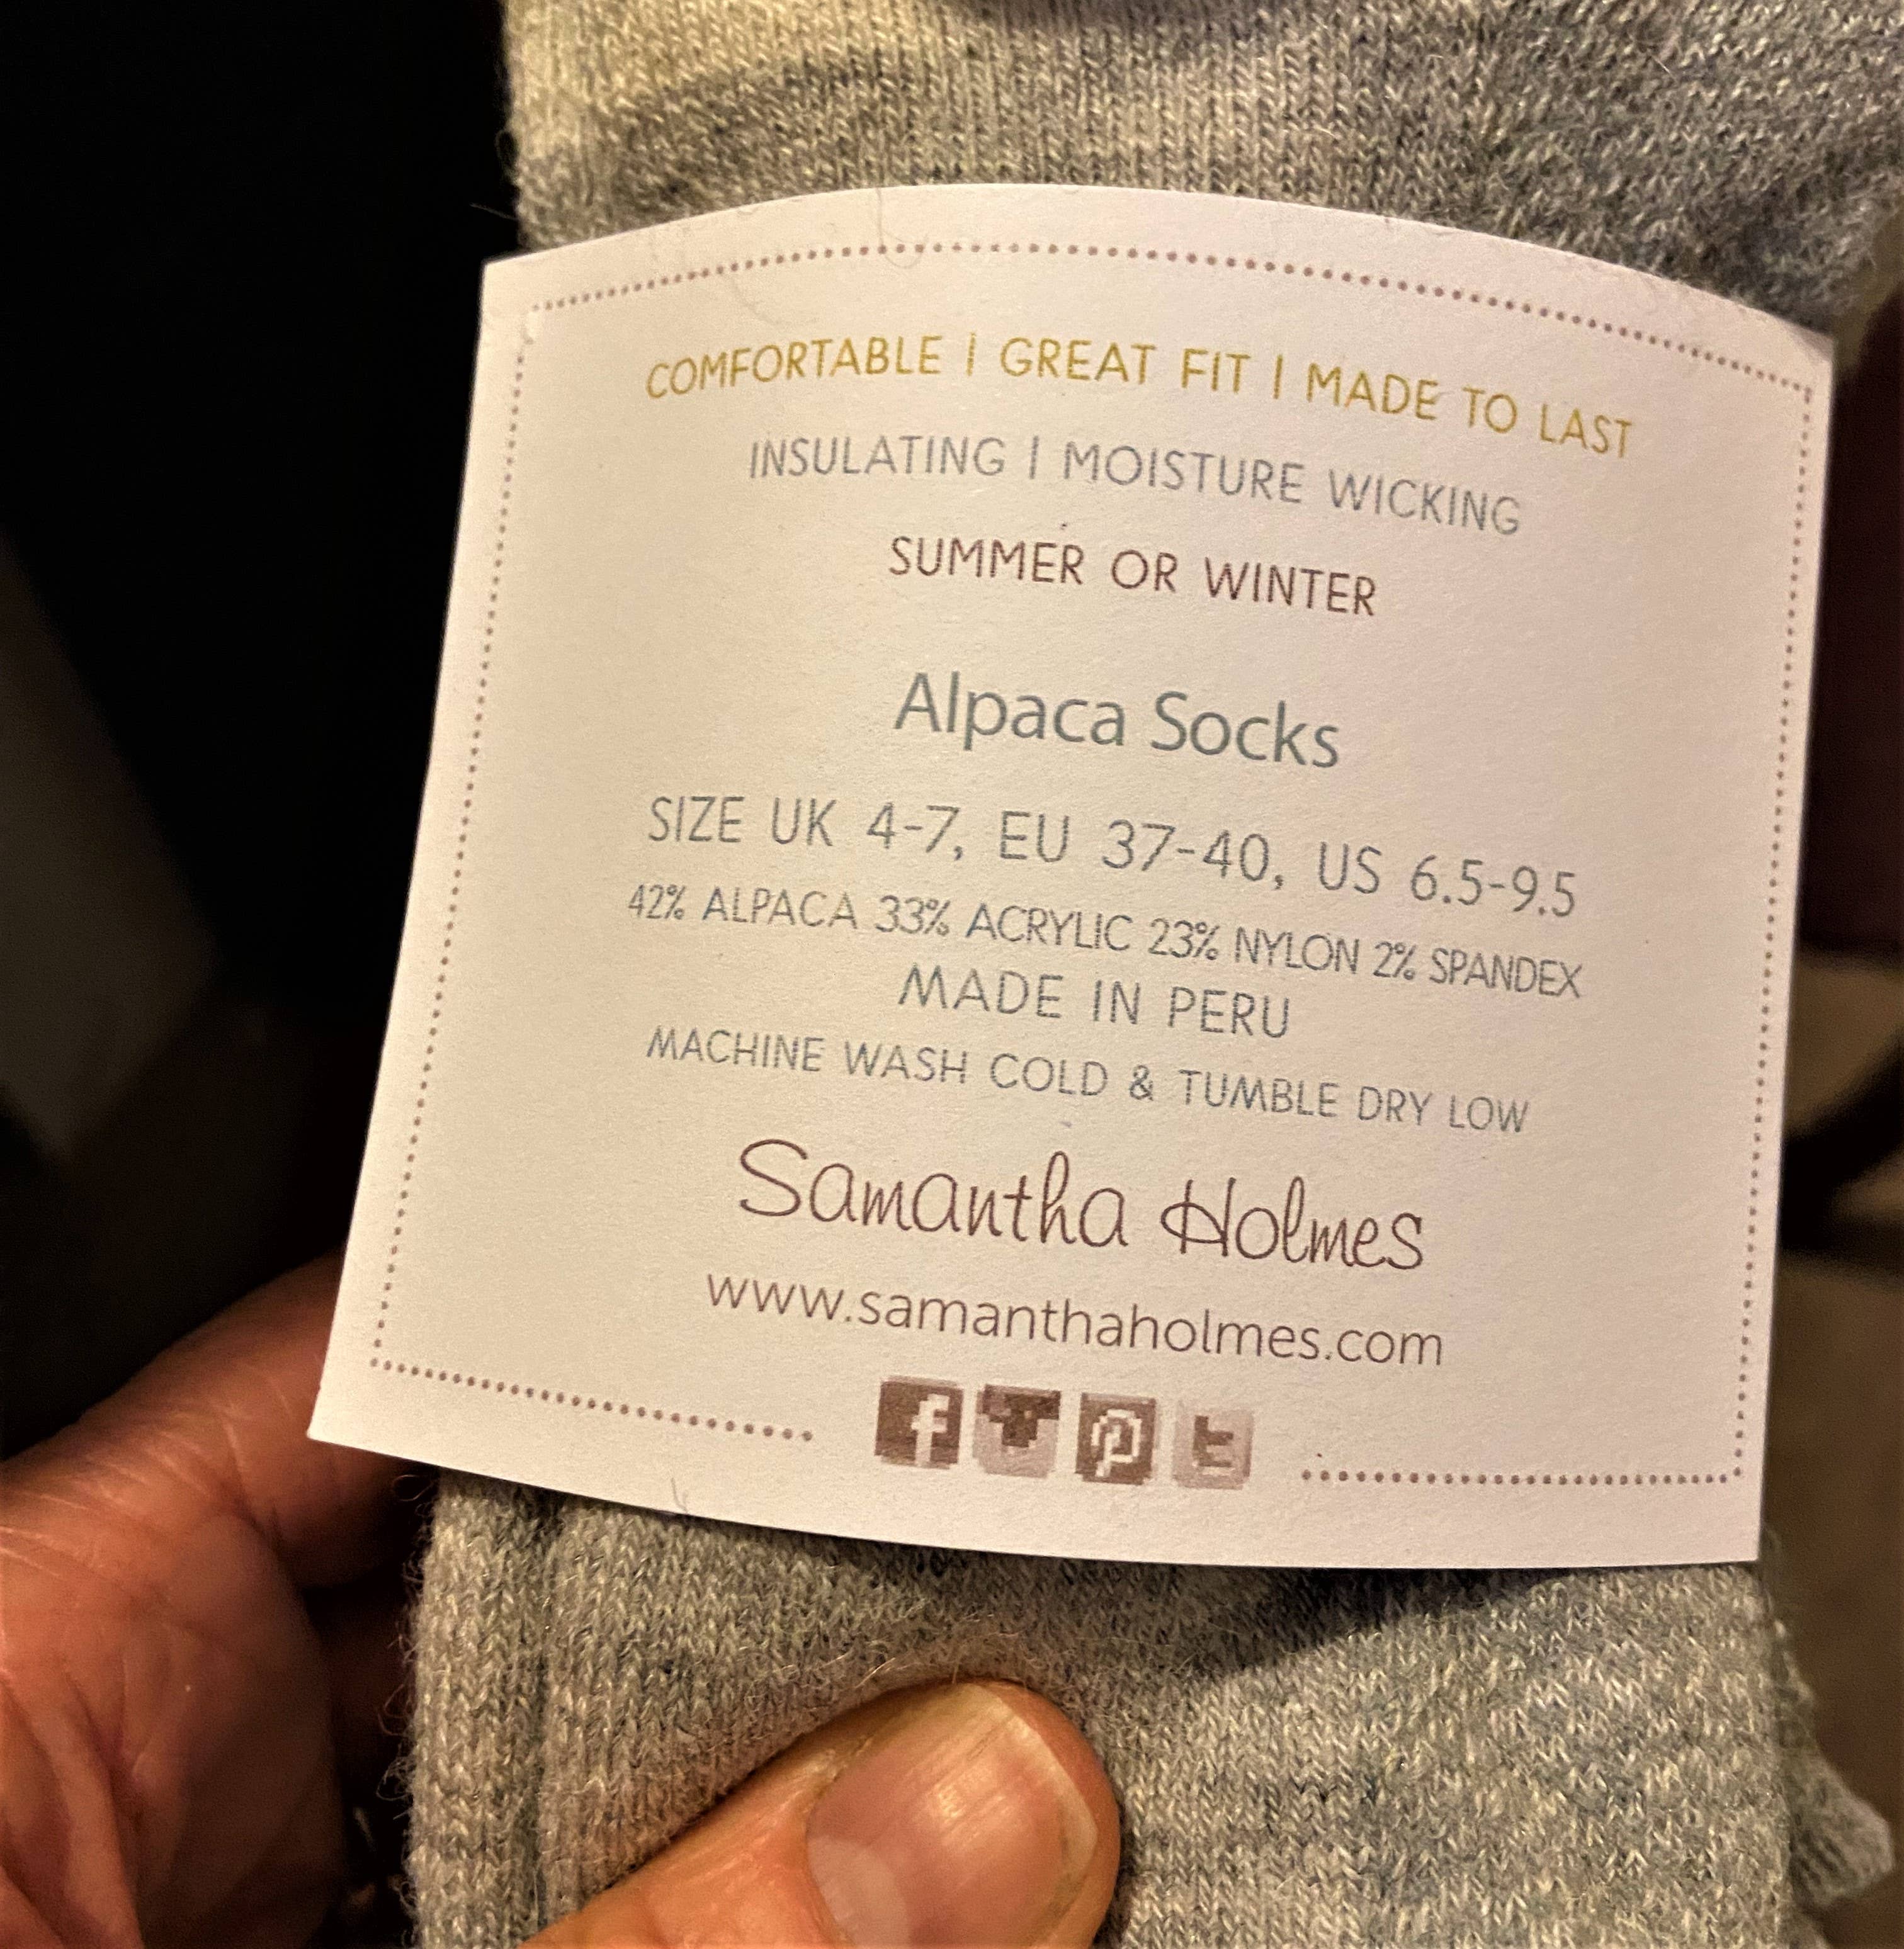 COMFORTABLE | GREAT FIT | MADE TO LAST
INSULATING | MOISTURE WICKING
SUMMER OR WINTER
Alpaca Socks
SIZE UK 4-7, EU 37-40, US 6.5-9.5
42% ALPACA 33% ACRYLIC 23% NYLON 2% SPANDEX
MADE IN PERU
MACHINE WASH COLD & TUMBLE DRY LOW
Samantha Holmes
www.samanthaholmes.com